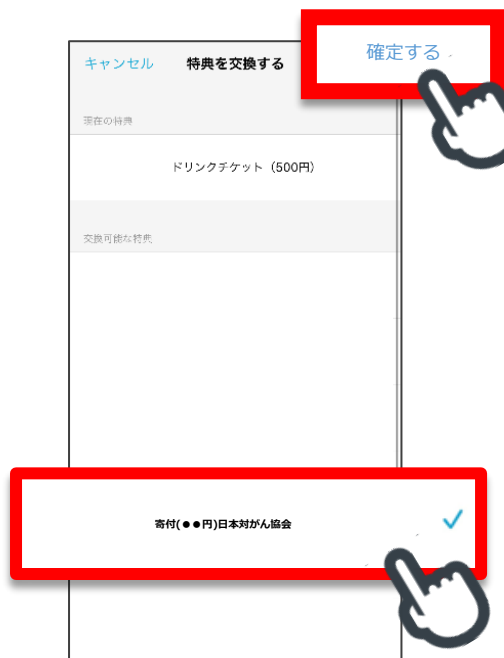 確定する
キャンセル 特典を交換する
現在の特典
ドリンクチケット（500円）
交換可能な特典
寄付(●●円)日本対がん協会